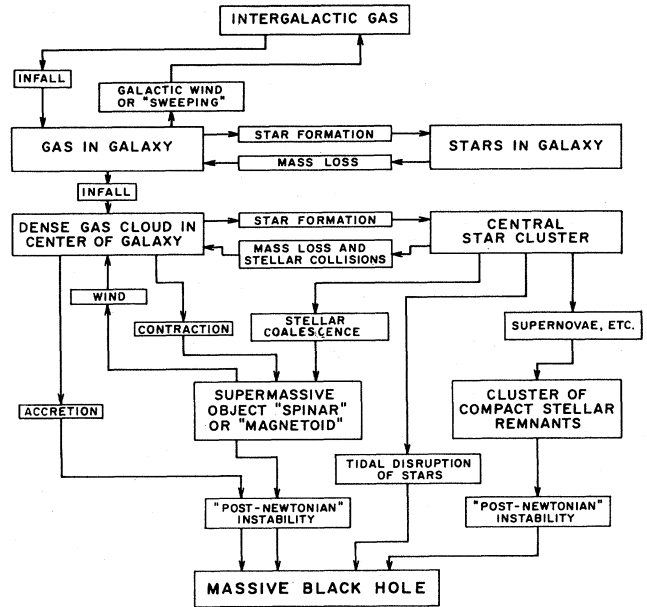 INTERGALACTIC GAS
INFALL
GALACTIC WIND
OR "SWEEPING"
GAS IN GALAXY
STAR FORMATION
MASS LOSS
STARS IN GALAXY
INFALL
DENSE GAS CLOUD IN
CENTER OF GALAXY
STAR FORMATION
MASS LOSS AND
STELLAR COLLISIONS
CENTRAL
STAR CLUSTER
WIND
CONTRACTION
STELLAR
COALESCENCE
SUPERNOVAE, ETC.
ACCRETION
SUPERMASSIVE
OBJECT "SPINAR"
OR "MAGNETOID"
CLUSTER OF
COMPACT STELLAR
REMNANTS
TIDAL DISRUPTION
OF STARS
"POST-NEWTONIAN"
INSTABILITY
"POST-NEWTONIAN"
INSTABILITY
MASSIVE BLACK HOLE